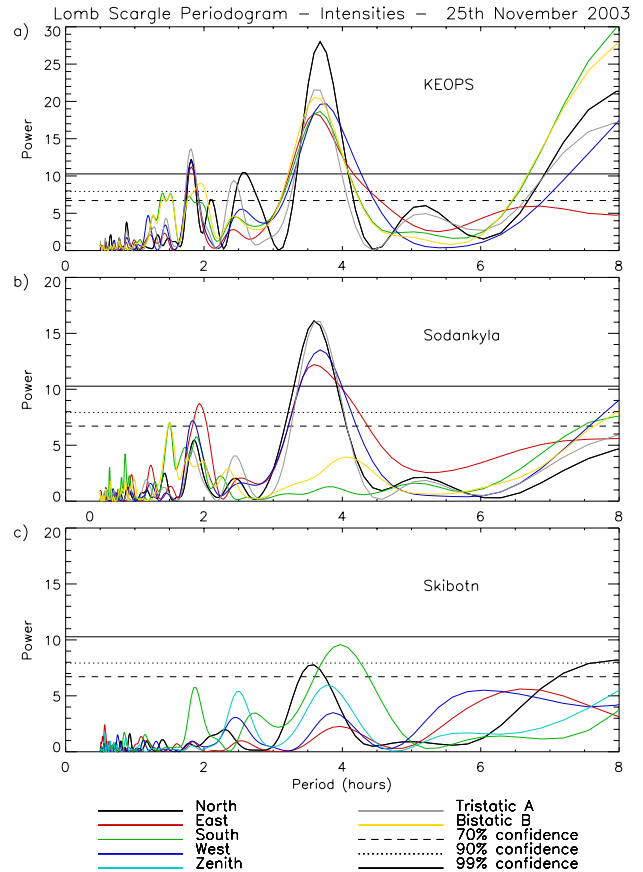 Lomb Scargle Periodogram – Intensities – 25th November 2003
a)
KEOPS
Power
30
25
20
15
10
5
0
0 2 4 6 8
b)
Sodankyla
Power
20
15
10
5
0
0 2 4 6 8
c)
Skibotn
Power
20
15
10
5
0
0 2 4 6 8
Period (hours)
North
East
South
West
Zenith
Tristatic A
Bistatic B
70% confidence
90% confidence
99% confidence